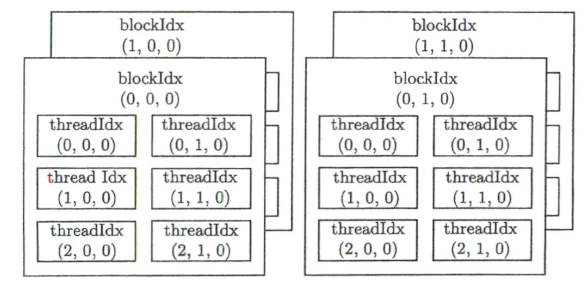 blockIdx
(1, 0, 0)
blockIdx
(0, 0, 0)
threadIdx
(0, 0, 0)
threadIdx
(0, 1, 0)
thread Idx
(1, 0, 0)
threadIdx
(1, 1, 0)
threadIdx
(2, 0, 0)
threadIdx
(2, 1, 0)
blockIdx
(1, 1, 0)
blockIdx
(0, 1, 0)
threadIdx
(0, 0, 0)
threadIdx
(0, 1, 0)
threadIdx
(1, 0, 0)
threadIdx
(1, 1, 0)
threadIdx
(2, 0, 0)
threadIdx
(2, 1, 0)